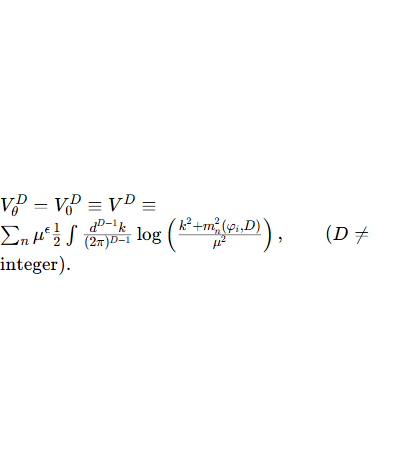 $V_\theta^D = V_0^D \equiv V^D \equiv$
$\sum_n \mu^\epsilon \frac{1}{2} \int \frac{d^{D-1}k}{(2\pi)^{D-1}} \log \left( \frac{k^2+m_n^2(\varphi_i,D)}{\mu^2} \right), \qquad (D \neq$
integer).